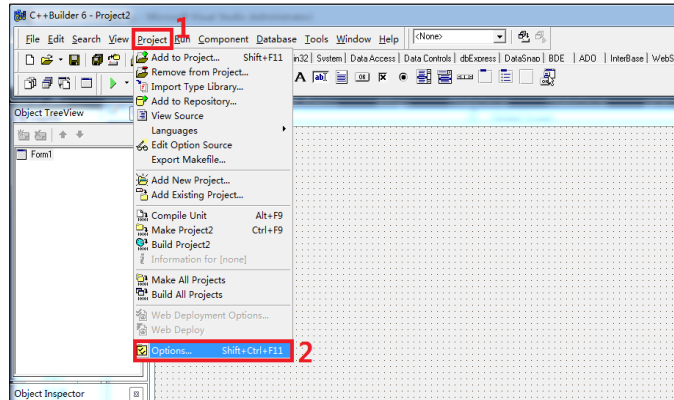 C++Builder 6 - Project2
1
File Edit Search View Project Run Component Database Tools Window Help <None>
Add to Project... Shift+F11
Remove from Project...
Import Type Library...
Add to Repository...
View Source
Languages
Edit Option Source
Export Makefile...
Add New Project...
Add Existing Project...
Compile Unit Alt+F9
Make Project2 Ctrl+F9
Build Project2
Information for [none]
Make All Projects
Build All Projects
Web Deployment Options...
Web Deploy
Options... Shift+Ctrl+F11
2
in32 System Data Access Data Controls dbExpress DataSnap BDE ADO InterBase WebS
Object TreeView
Form1
Object Inspector